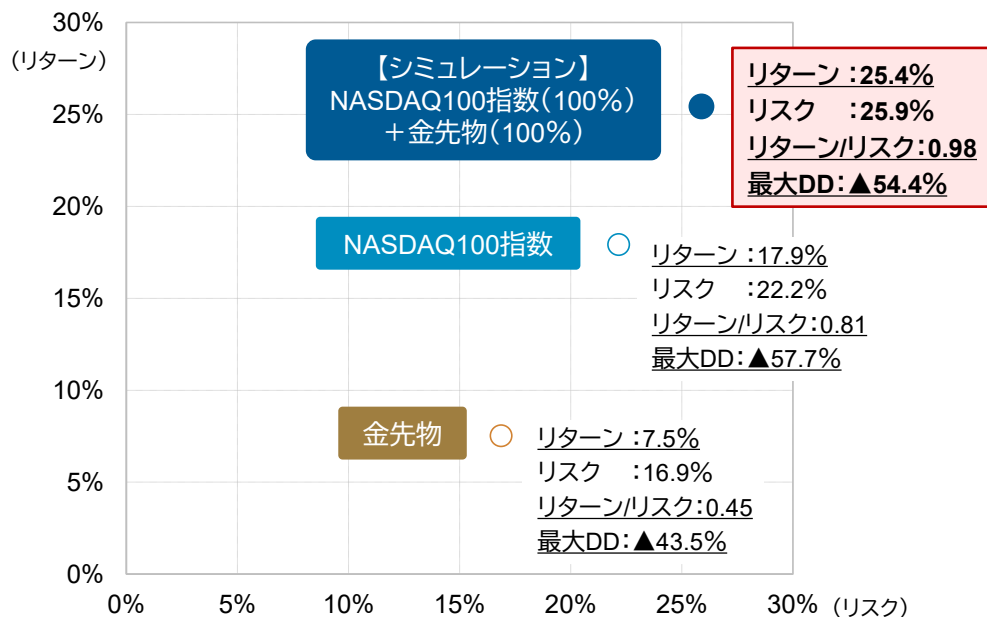 30%
（リターン）
25%
20%
15%
10%
5%
0%
【シミュレーション】
NASDAQ100指数（100％）
＋金先物（100％）
リターン ：25.4%
リスク ：25.9%
リターン/リスク：0.98
最大DD：▲54.4%
NASDAQ100指数
リターン ：17.9%
リスク ：22.2%
リターン/リスク：0.81
最大DD：▲57.7%
金先物
リターン ：7.5%
リスク ：16.9%
リターン/リスク：0.45
最大DD：▲43.5%
0% 5% 10% 15% 20% 25% 30% （リスク）